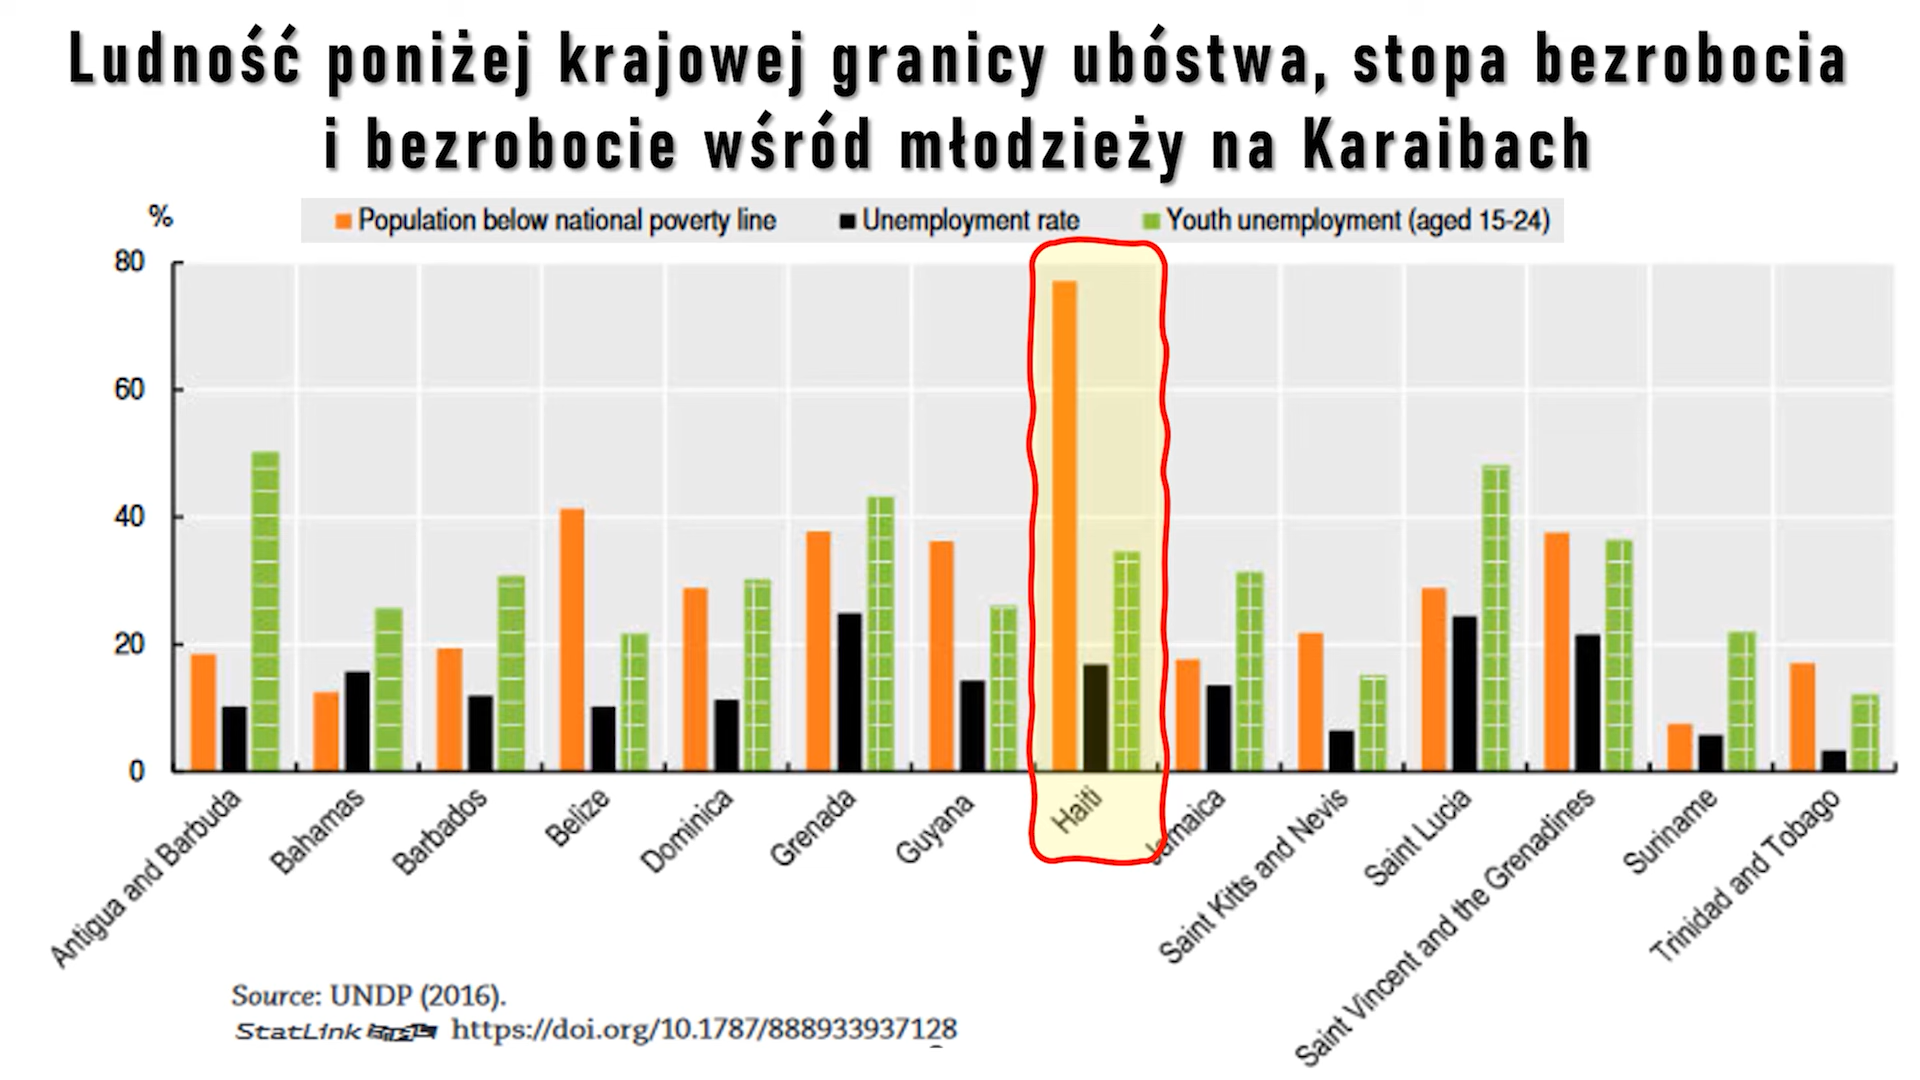 Ludność poniżej krajowej granicy ubóstwa, stopa bezrobocia
i bezrobocie wśród młodzieży na Karaibach
%
Population below national poverty line
Unemployment rate
Youth unemployment (aged 15-24)
80
60
40
20
0
Antigua and Barbuda
Bahamas
Barbados
Belize
Dominica
Grenada
Guyana
Haiti
Jamaica
Saint Kitts and Nevis
Saint Lucia
Saint Vincent and the Grenadines
Suriname
Trinidad and Tobago
Source: UNDP (2016).
StatLink https://doi.org/10.1787/888933937128